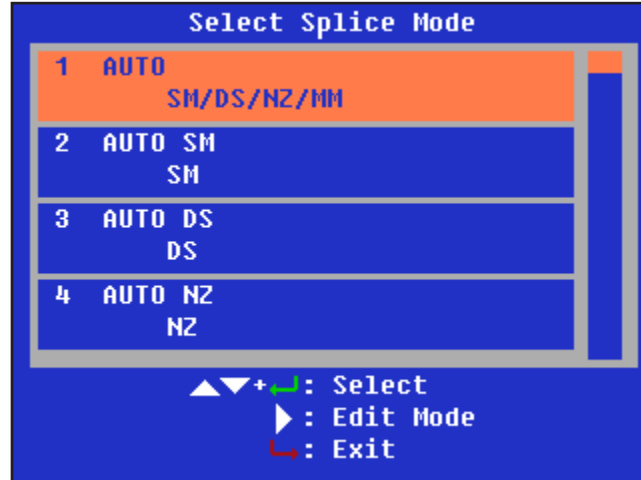 Select Splice Mode
1 AUTO
SM/DS/NZ/MM
2 AUTO SM
SM
3 AUTO DS
DS
4 AUTO NZ
NZ
▲▼+↵: Select
▶: Edit Mode
↳: Exit